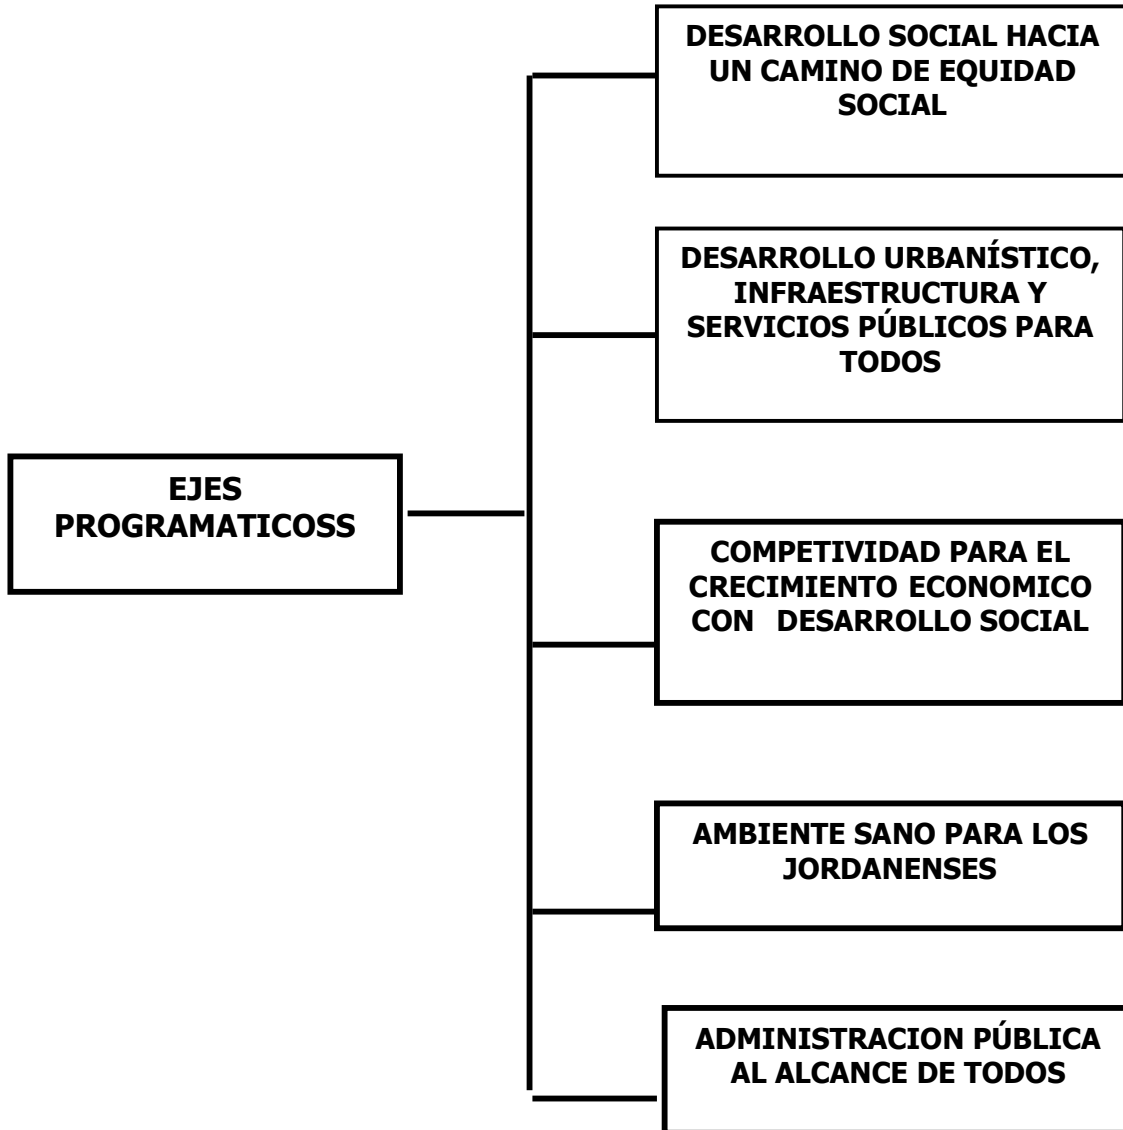 DESARROLLO SOCIAL HACIA
UN CAMINO DE EQUIDAD
SOCIAL
DESARROLLO URBANÍSTICO,
INFRAESTRUCTURA Y
SERVICIOS PÚBLICOS PARA
TODOS
EJES
PROGRAMATICOSS
COMPETIVIDAD PARA EL
CRECIMIENTO ECONOMICO
CON DESARROLLO SOCIAL
AMBIENTE SANO PARA LOS
JORDANENSES
ADMINISTRACION PÚBLICA
AL ALCANCE DE TODOS